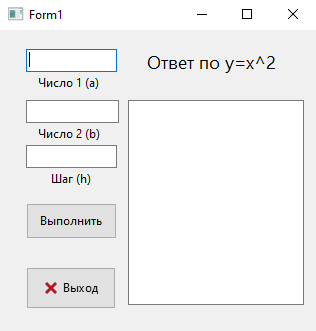 Form1
Ответ по y=x^2
Число 1 (a)
Число 2 (b)
Шаг (h)
Выполнить
Выход